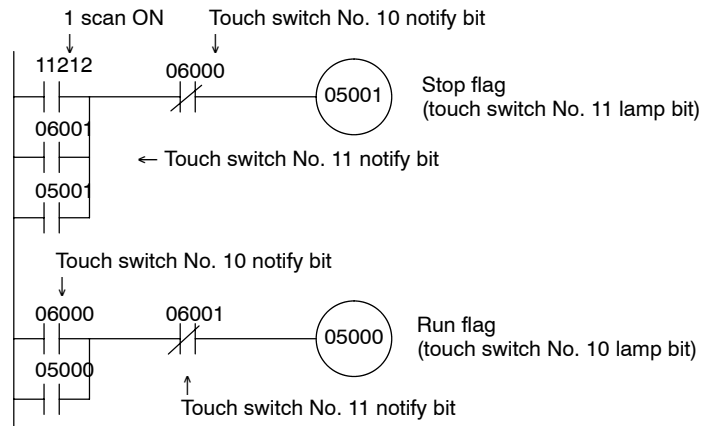 1 scan ON
Touch switch No. 10 notify bit
↓
↓
11212
06000
05001
Stop flag
(touch switch No. 11 lamp bit)
06001
← Touch switch No. 11 notify bit
05001
Touch switch No. 10 notify bit
↓
06000
06001
05000
Run flag
(touch switch No. 10 lamp bit)
05000
↑
Touch switch No. 11 notify bit